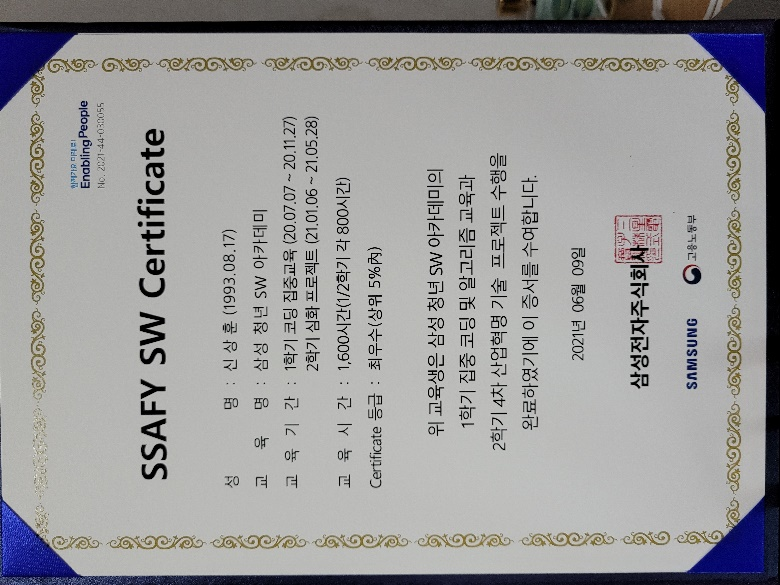 함께가요 미래로!
Enabling People
No. 2021-44-030055
SSAFY SW Certificate
성 명 : 신상훈 (1993.08.17)
교 육 명 : 삼성 청년 SW 아카데미
교 육 기 간 : 1학기 코딩 집중교육 (20.07.07 ~ 20.11.27)
2학기 심화 프로젝트 (21.01.06 ~ 21.05.28)
교 육 시 간 : 1,600시간(1/2학기 각 800시간)
Certificate 등급 : 최우수(상위 5%內)
위 교육생은 삼성 청년 SW 아카데미의
1학기 집중 코딩 및 알고리즘 교육과
2학기 4차 산업혁명 기술 프로젝트 수행을
완료하였기에 이 증서를 수여합니다.
2021년 06월 09일
삼성전자주식회사
SAMSUNG 고용노동부